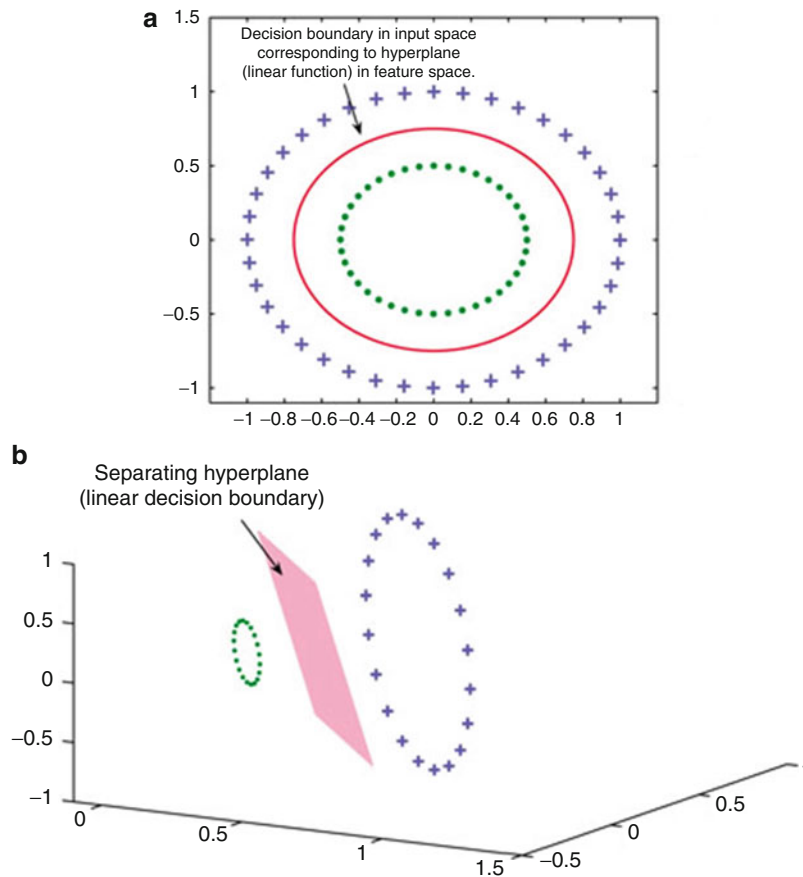 a
Decision boundary in input space
corresponding to hyperplane
(linear function) in feature space.
1.5
1
0.5
0
−0.5
−1
−1 −0.8 −0.6 −0.4 −0.2 0 0.2 0.4 0.6 0.8 1
b
Separating hyperplane
(linear decision boundary)
1
0.5
0
−0.5
−1
0
0.5
1
1.5
−0.5
0
0.5